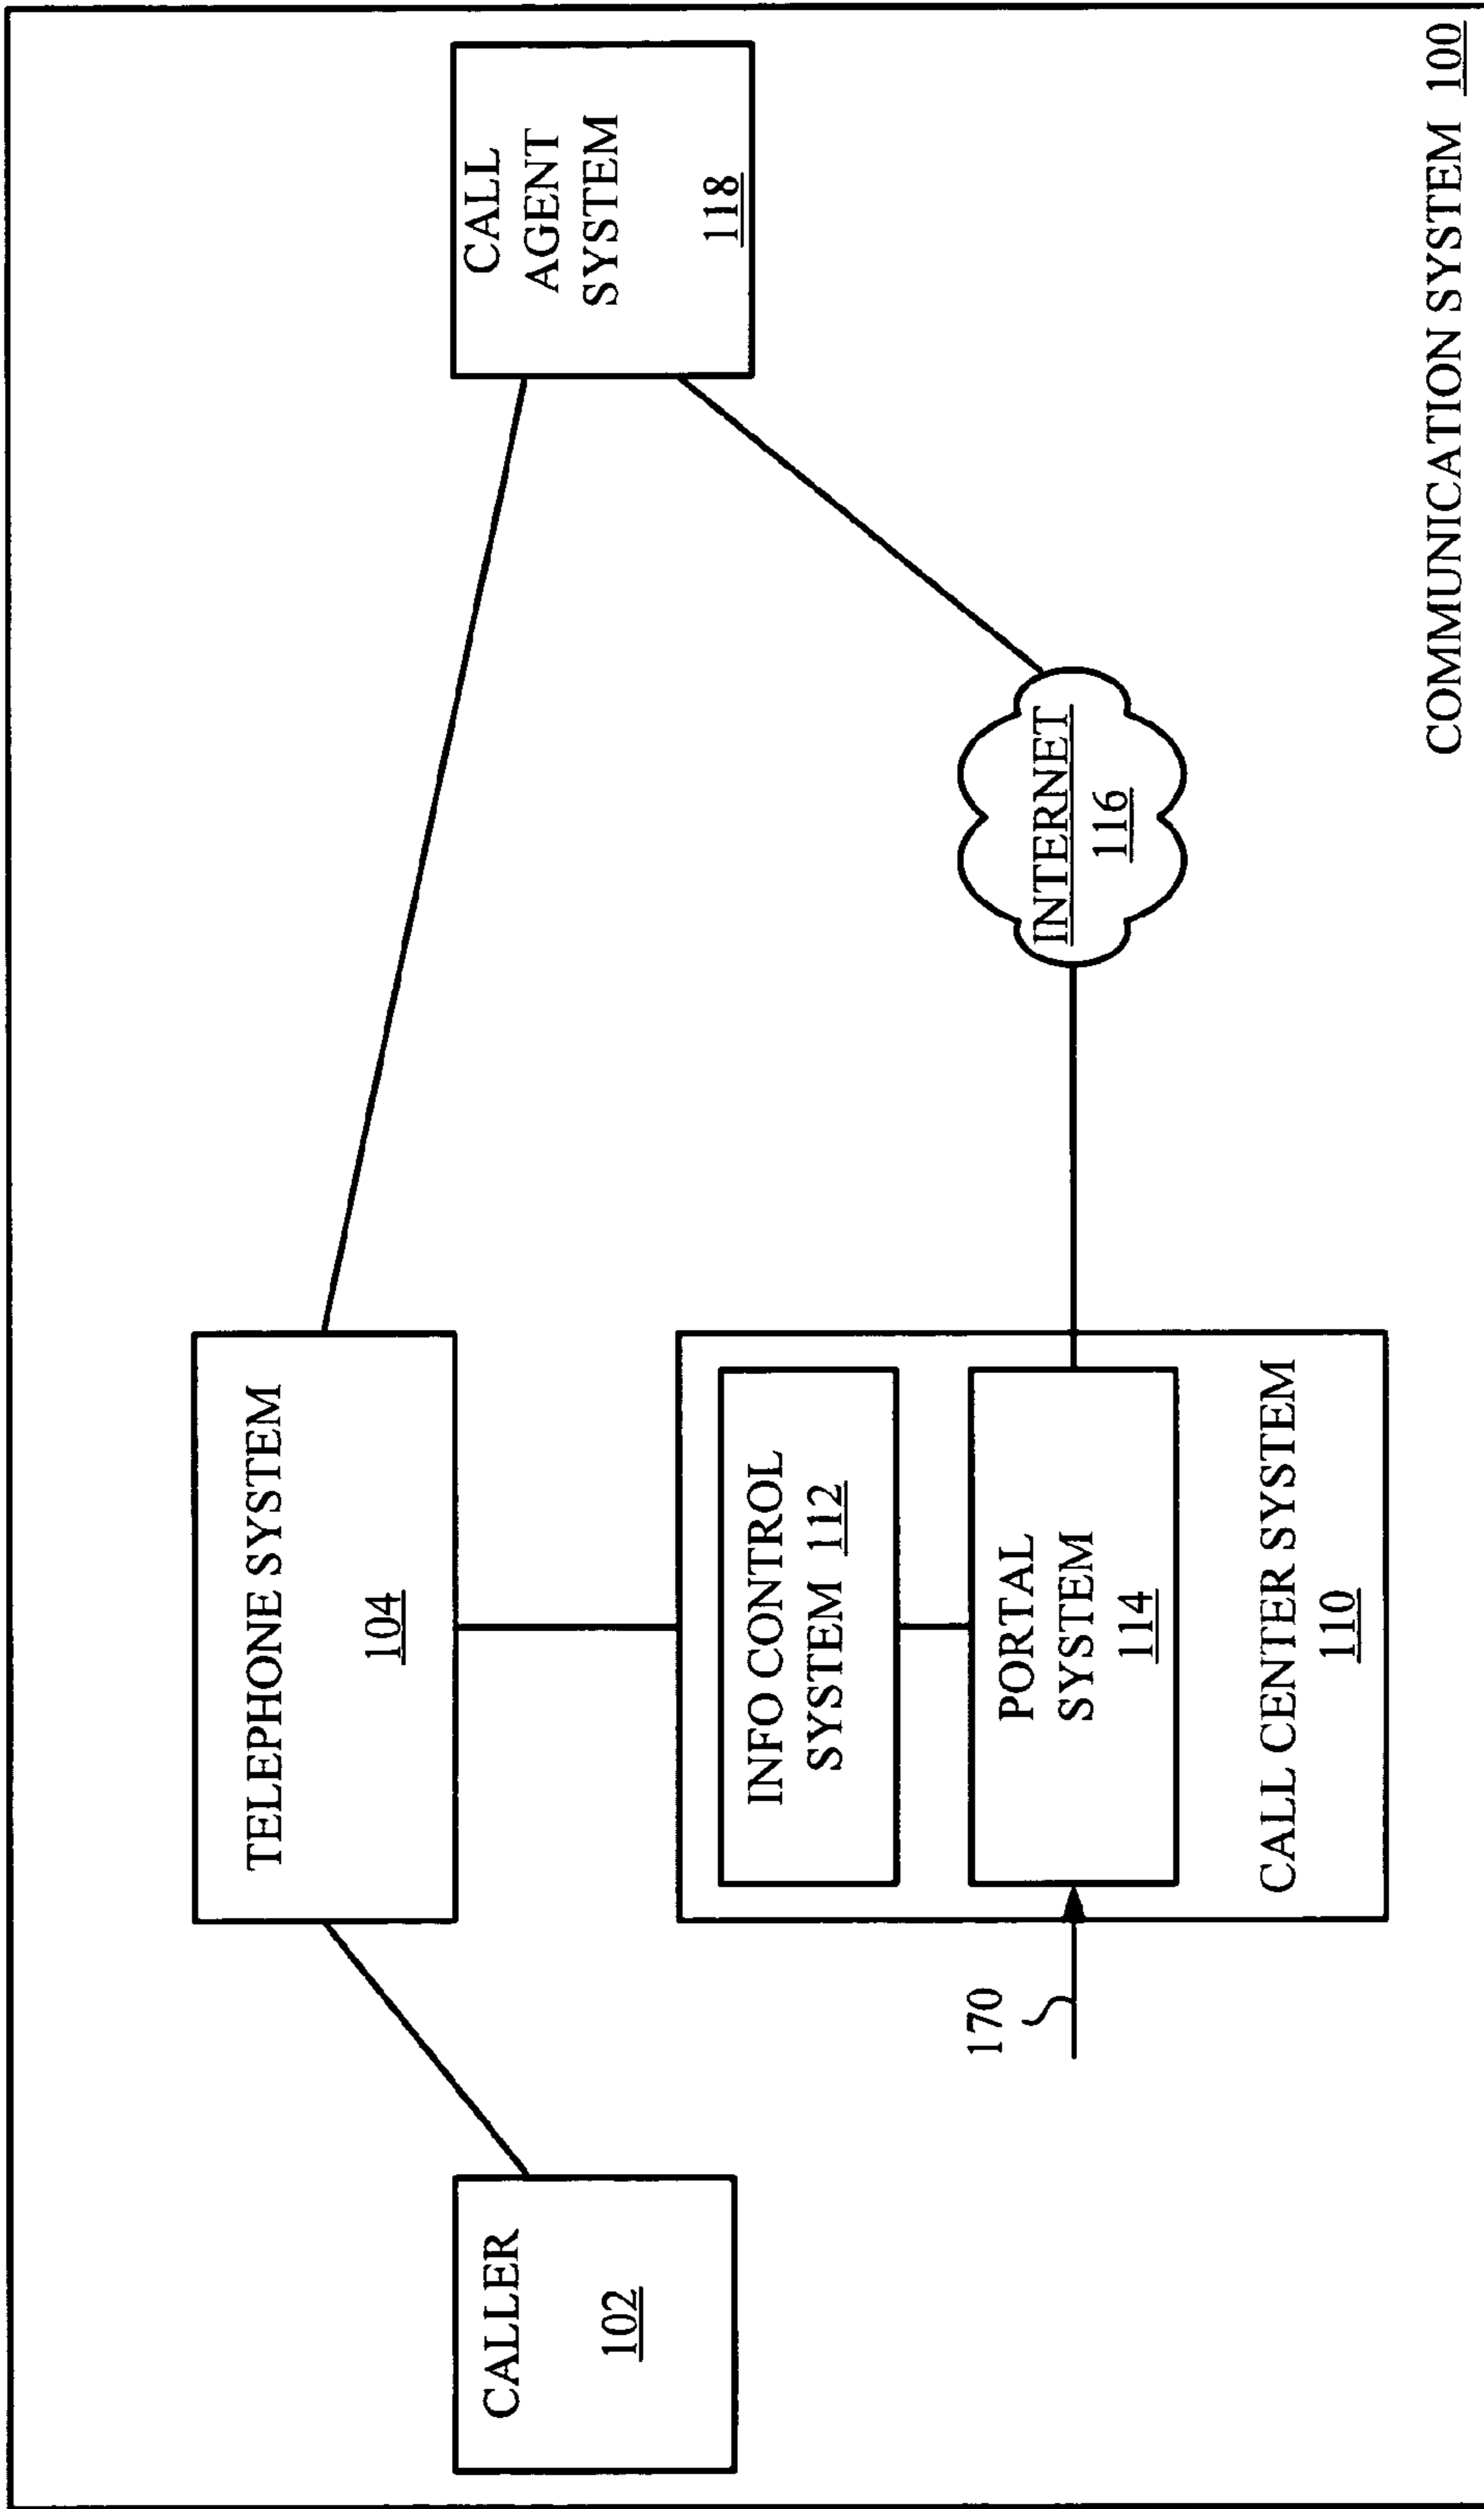 TELEPHONE SYSTEM
104
CALLER
102
CALL
AGENT
SYSTEM
118
INFO CONTROL
SYSTEM 112
170
PORTAL
SYSTEM
114
INTERNET
116
CALL CENTER SYSTEM
110
COMMUNICATION SYSTEM 100